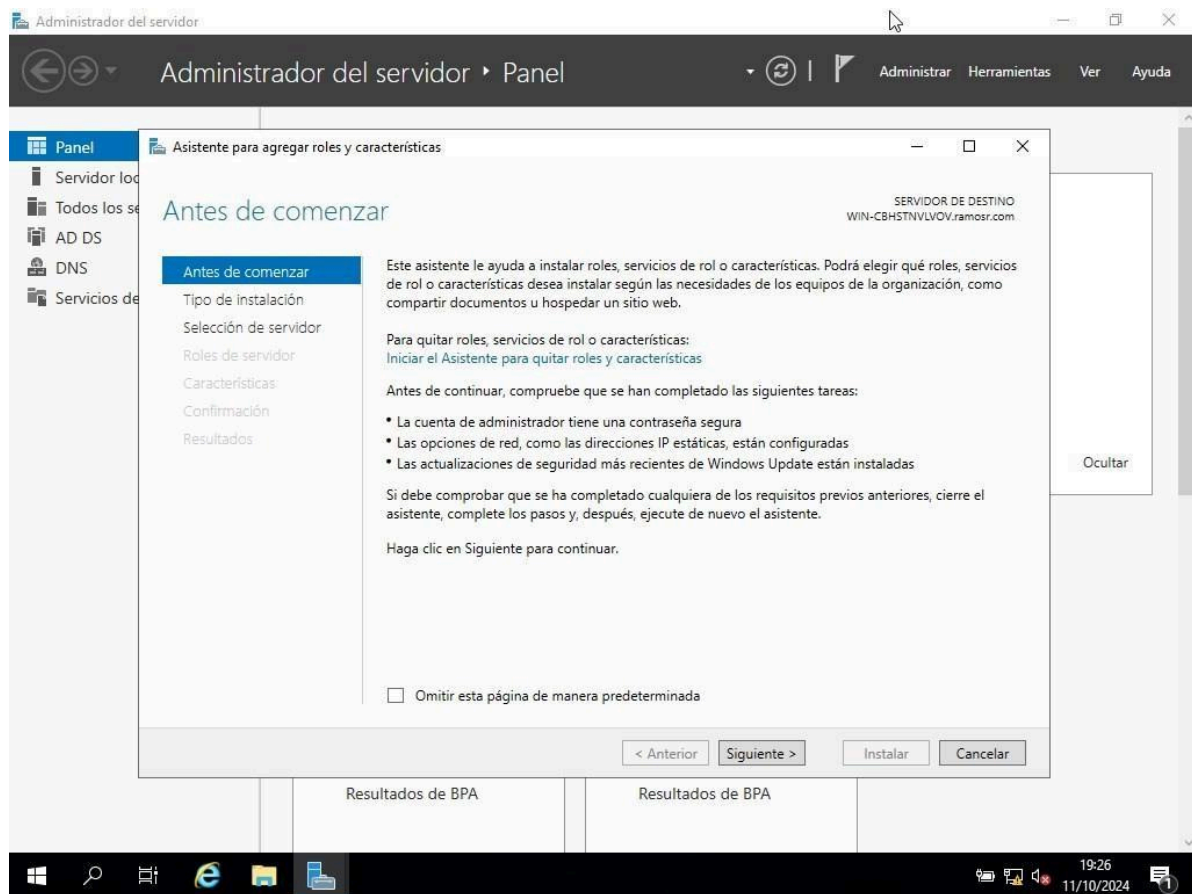 Administrador del servidor
Administrador del servidor ‣ Panel
Administrar Herramientas Ver Ayuda
Panel
Servidor loc
Todos los se
AD DS
DNS
Servicios de
Asistente para agregar roles y características
Antes de comenzar
SERVIDOR DE DESTINO
WIN-CBHSTNVLVOV.ramosr.com
Antes de comenzar
Tipo de instalación
Selección de servidor
Roles de servidor
Características
Confirmación
Resultados
Este asistente le ayuda a instalar roles, servicios de rol o características. Podrá elegir qué roles, servicios
de rol o características desea instalar según las necesidades de los equipos de la organización, como
compartir documentos u hospedar un sitio web.
Para quitar roles, servicios de rol o características:
Iniciar el Asistente para quitar roles y características
Antes de continuar, compruebe que se han completado las siguientes tareas:
• La cuenta de administrador tiene una contraseña segura
• Las opciones de red, como las direcciones IP estáticas, están configuradas
• Las actualizaciones de seguridad más recientes de Windows Update están instaladas
Si debe comprobar que se ha completado cualquiera de los requisitos previos anteriores, cierre el
asistente, complete los pasos y, después, ejecute de nuevo el asistente.
Haga clic en Siguiente para continuar.
Omitir esta página de manera predeterminada
< Anterior Siguiente > Instalar Cancelar
Ocultar
Resultados de BPA
Resultados de BPA
19:26
11/10/2024
1